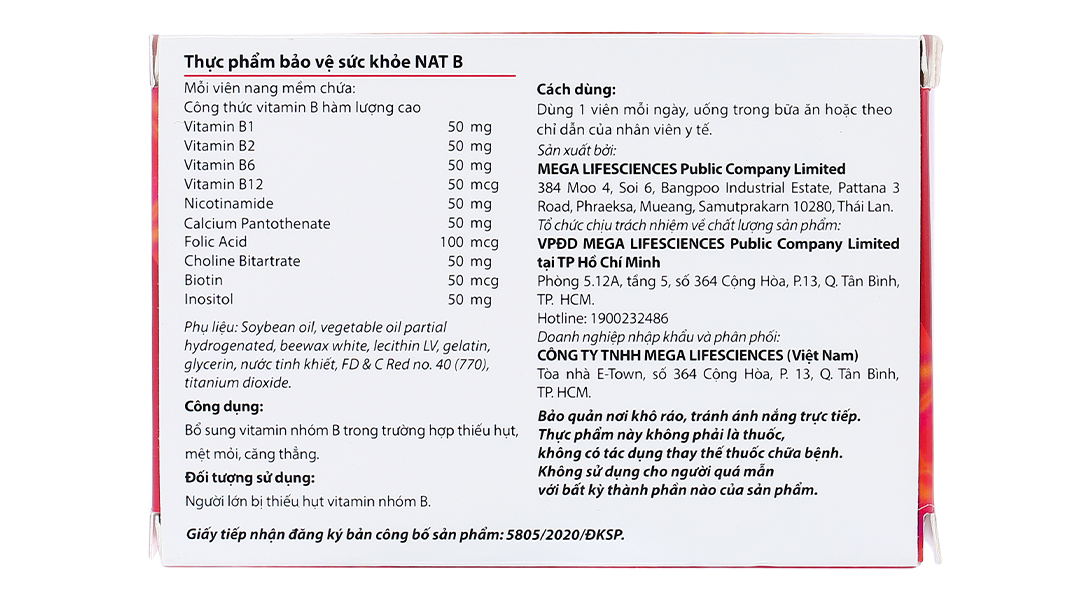 Thực phẩm bảo vệ sức khỏe NAT B
Mỗi viên nang mềm chứa:
Công thức vitamin B hàm lượng cao
Vitamin B1 50 mg
Vitamin B2 50 mg
Vitamin B6 50 mg
Vitamin B12 50 mcg
Nicotinamide 50 mg
Calcium Pantothenate 50 mg
Folic Acid 100 mcg
Choline Bitartrate 50 mg
Biotin 50 mcg
Inositol 50 mg
Phụ liệu: Soybean oil, vegetable oil partial
hydrogenated, beewax white, lecithin LV, gelatin,
glycerin, nước tinh khiết, FD & C Red no. 40 (770),
titanium dioxide.
Công dụng:
Bổ sung vitamin nhóm B trong trường hợp thiếu hụt,
mệt mỏi, căng thẳng.
Đối tượng sử dụng:
Người lớn bị thiếu hụt vitamin nhóm B.
Cách dùng:
Dùng 1 viên mỗi ngày, uống trong bữa ăn hoặc theo
chỉ dẫn của nhân viên y tế.
Sản xuất bởi:
MEGA LIFESCIENCES Public Company Limited
384 Moo 4, Soi 6, Bangpoo Industrial Estate, Pattana 3
Road, Phraeksa, Mueang, Samutprakarn 10280, Thái Lan.
Tổ chức chịu trách nhiệm về chất lượng sản phẩm:
VPĐD MEGA LIFESCIENCES Public Company Limited
tại TP Hồ Chí Minh
Phòng 5.12A, tầng 5, số 364 Cộng Hòa, P.13, Q. Tân Bình,
TP. HCM.
Hotline: 1900232486
Doanh nghiệp nhập khẩu và phân phối:
CÔNG TY TNHH MEGA LIFESCIENCES (Việt Nam)
Tòa nhà E-Town, số 364 Cộng Hòa, P. 13, Q. Tân Bình,
TP. HCM.
Bảo quản nơi khô ráo, tránh ánh nắng trực tiếp.
Thực phẩm này không phải là thuốc,
không có tác dụng thay thế thuốc chữa bệnh.
Không sử dụng cho người quá mẫn
với bất kỳ thành phần nào của sản phẩm.
Giấy tiếp nhận đăng ký bản công bố sản phẩm: 5805/2020/ĐKSP.